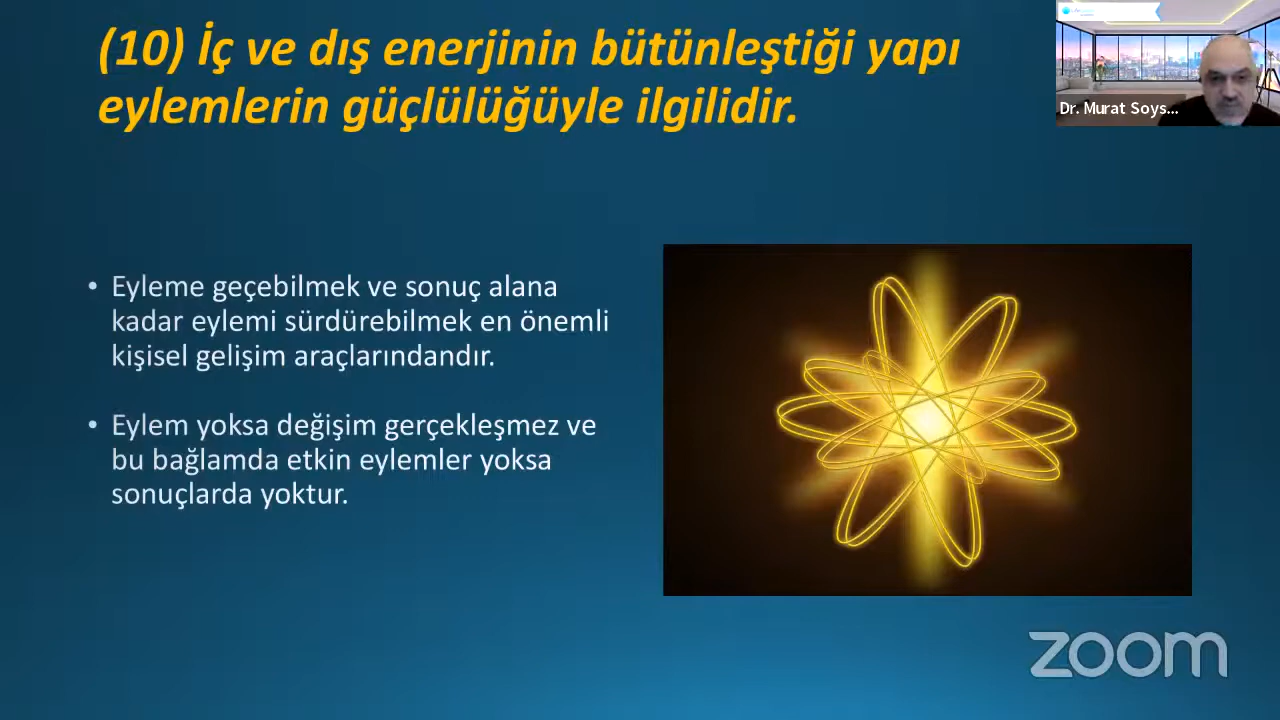 (10) İç ve dış enerjinin bütünleştiği yapı
eylemlerin güçlülüğüyle ilgilidir.
Dr. Murat Soys...
• Eyleme geçebilmek ve sonuç alana
kadar eylemi sürdürebilmek en önemli
kişisel gelişim araçlarındandır.
• Eylem yoksa değişim gerçekleşmez ve
bu bağlamda etkin eylemler yoksa
sonuçlarda yoktur.
zoom